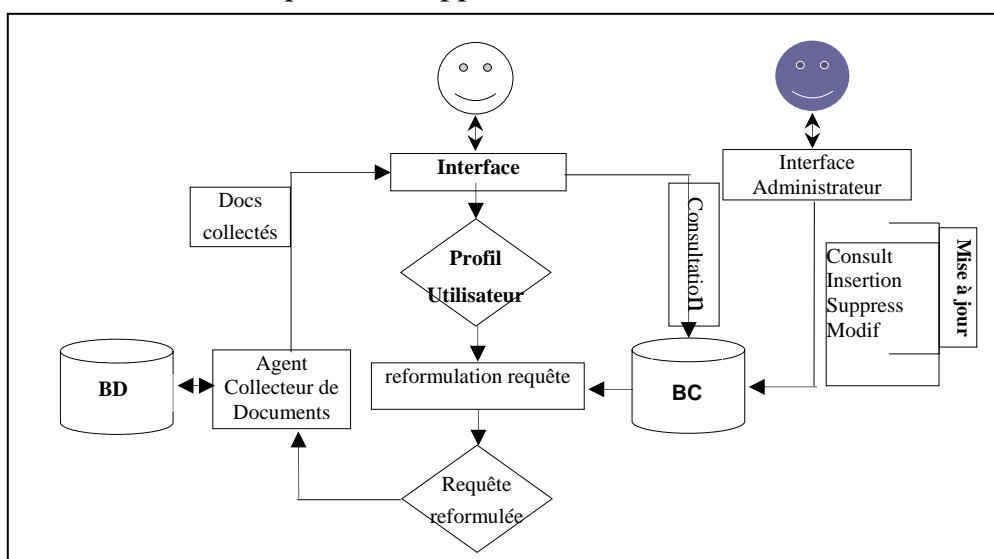 Interface
Interface
Administrateur
Docs
collectés
Consultation
Profil
Utilisateur
Consult
Insertion
Suppress
Modif
Mise à jour
BD
Agent
Collecteur de
Documents
reformulation requête
BC
Requête
reformulée